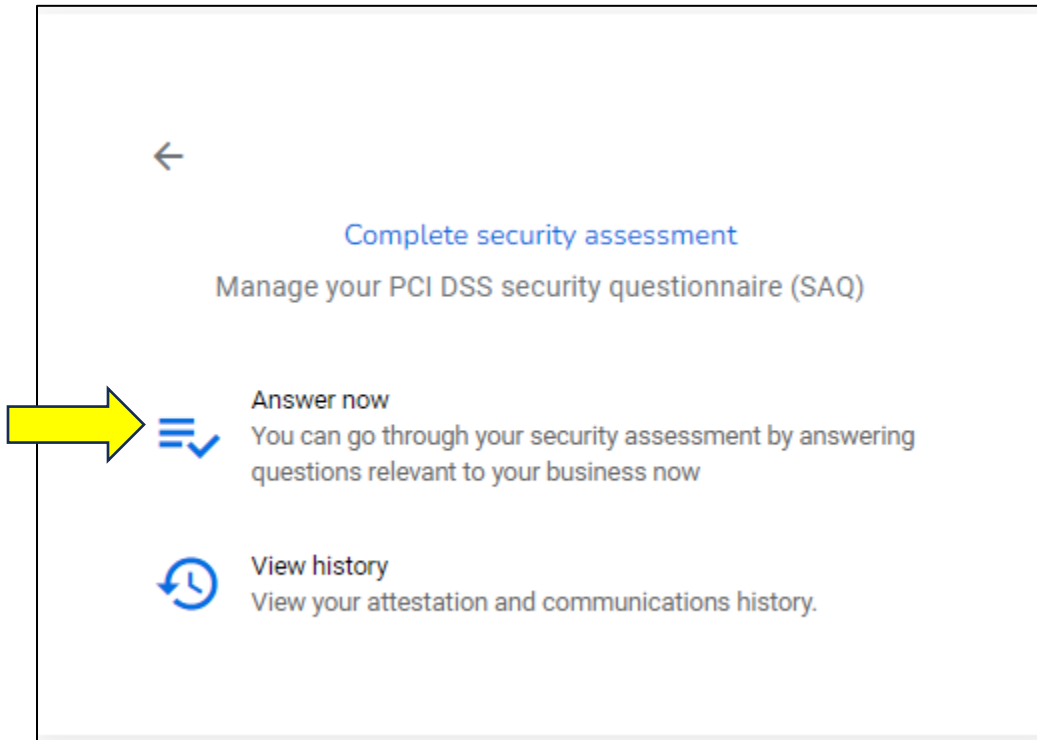 Complete security assessment
Manage your PCI DSS security questionnaire (SAQ)
Answer now
You can go through your security assessment by answering
questions relevant to your business now
View history
View your attestation and communications history.